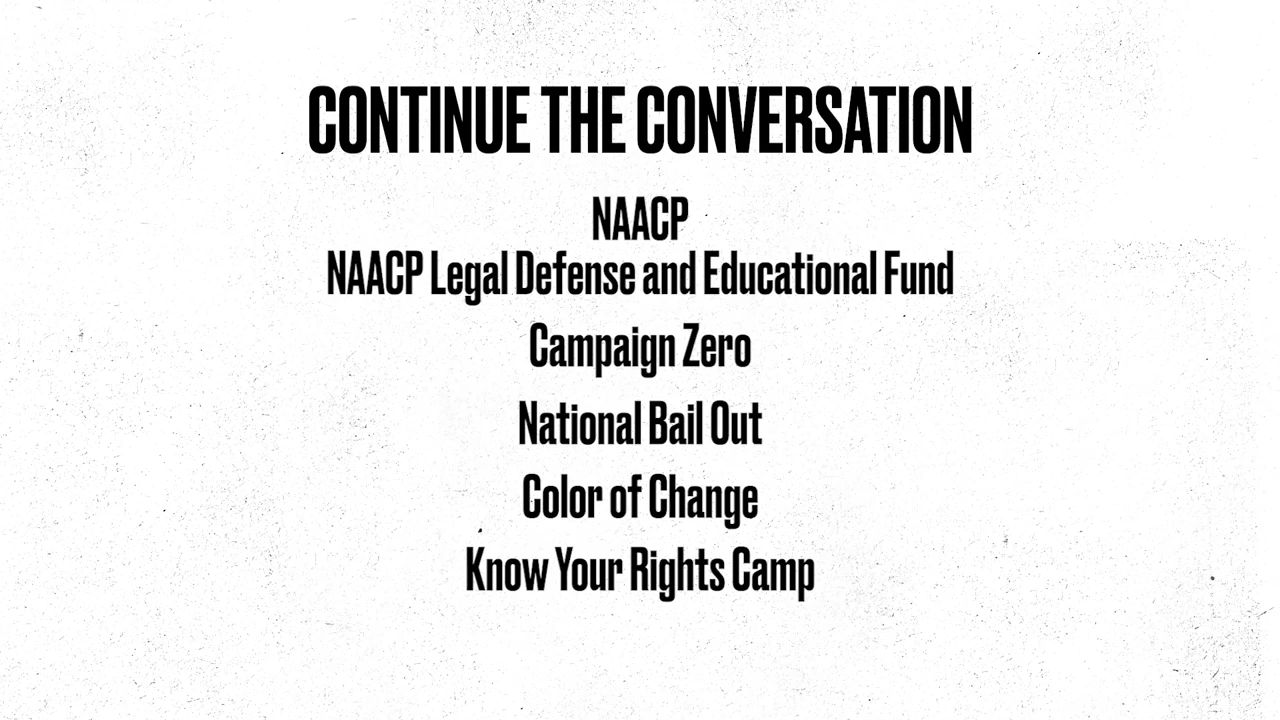 CONTINUE THE CONVERSATION
NAACP
NAACP Legal Defense and Educational Fund
Campaign Zero
National Bail Out
Color of Change
Know Your Rights Camp